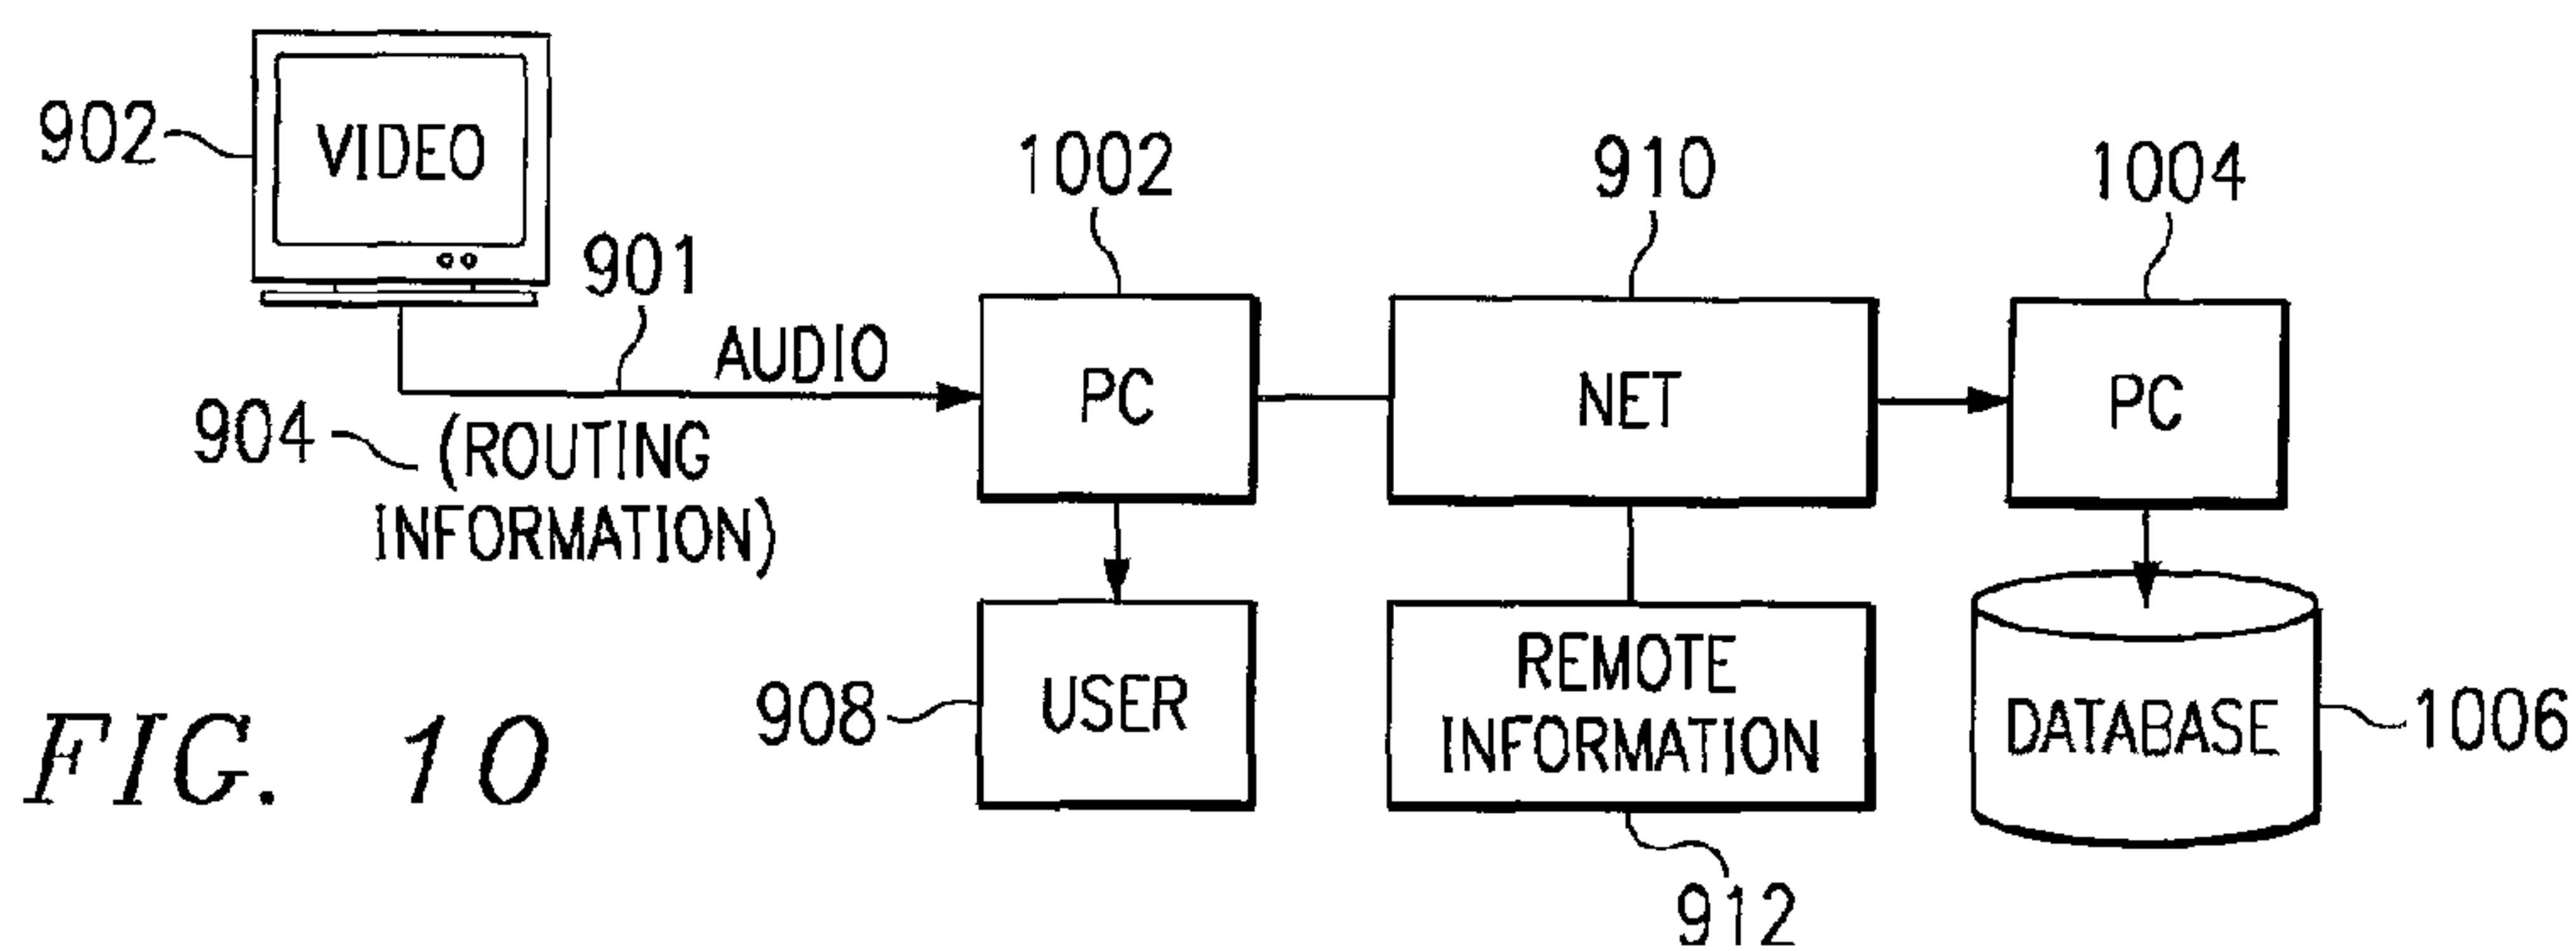 902
VIDEO
901
AUDIO
904
(ROUTING
INFORMATION)
1002
PC
910
NET
1004
PC
908
USER
REMOTE
INFORMATION
912
DATABASE
1006
FIG. 10